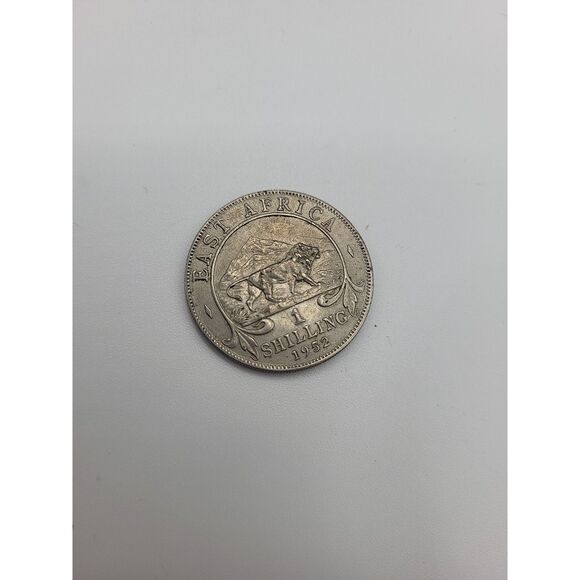 EAST AFRICA
1
SHILLING
1952